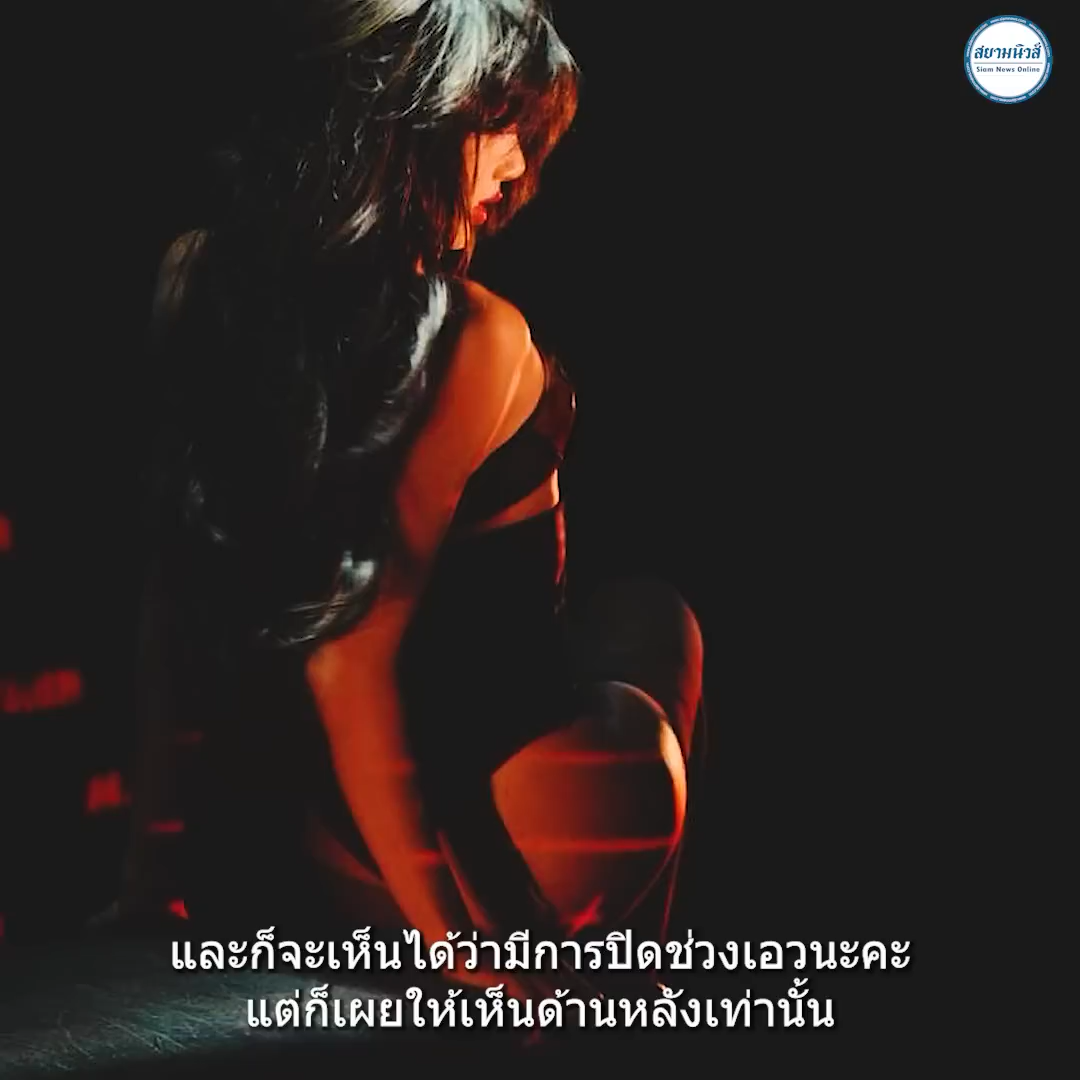 สยามนิวส์
Siam News Online
และก็จะเห็นได้ว่ามีการปิดช่วงเอวนะคะ
แต่ก็เผยให้เห็นด้านหลังเท่านั้น